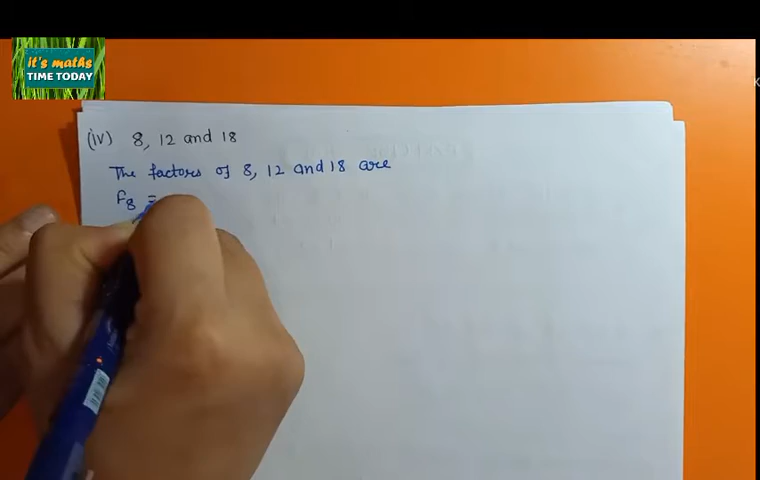 it's maths
TIME TODAY
(iv) 8, 12 and 18
The factors of 8, 12 and 18 are
F8 =